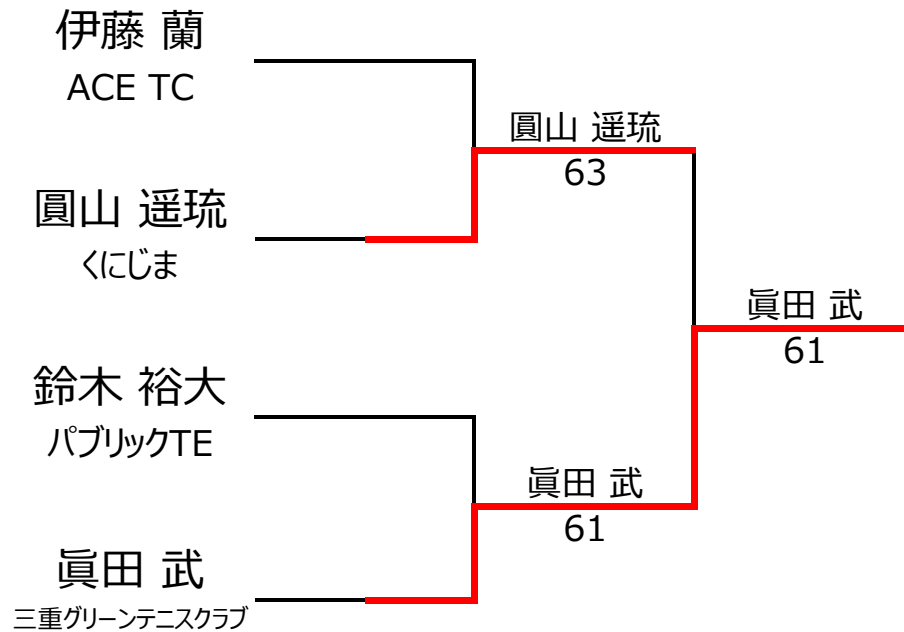 伊藤 蘭
ACE TC
圓山 遥琉
63
圓山 遥琉
くにじま
眞田 武
61
鈴木 裕大
パブリックTE
眞田 武
61
眞田 武
三重グリーンテニスクラブ